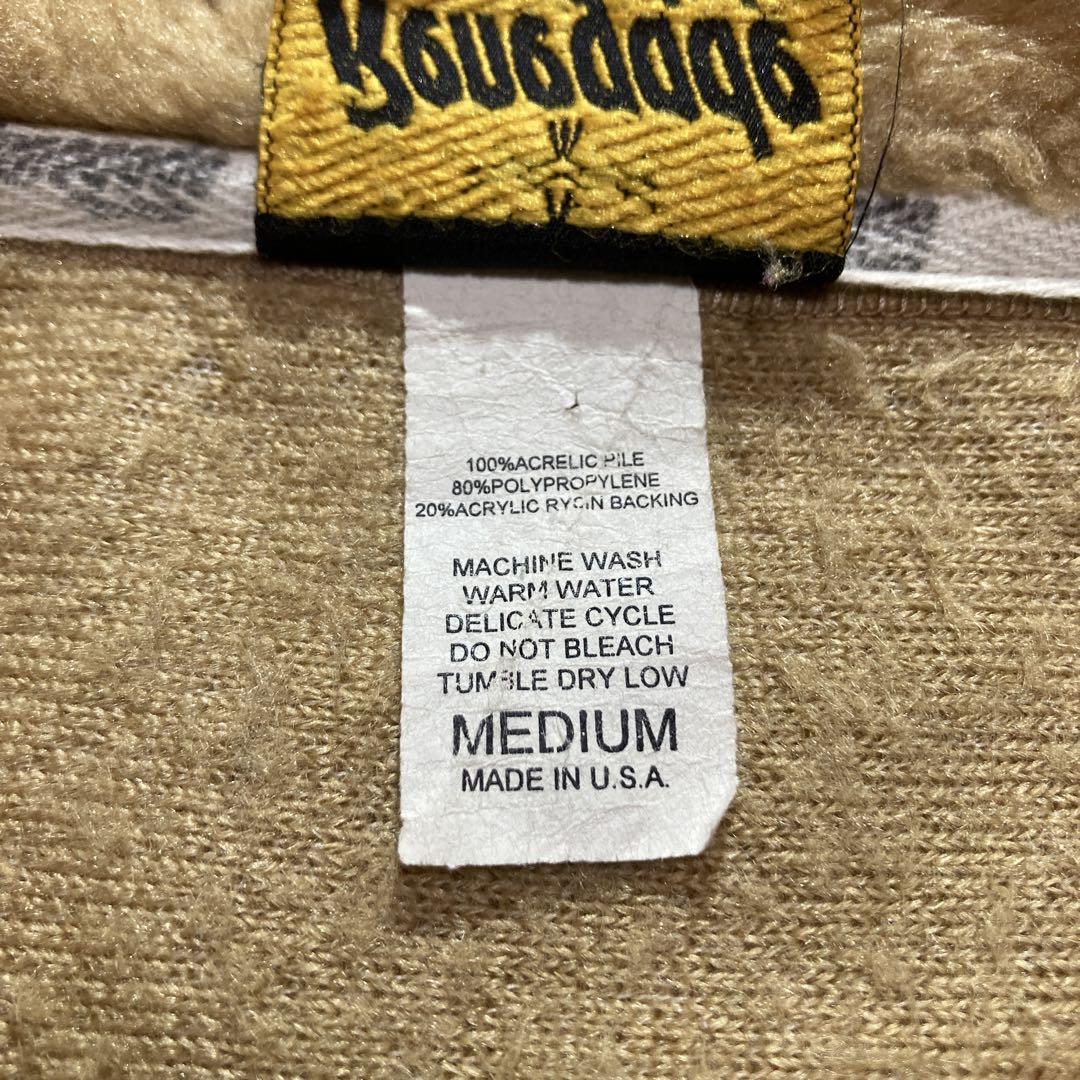 100%ACRELIC PILE
80%POLYPROPYLENE
20%ACRYLIC RYSIN BACKING
MACHINE WASH
WARM WATER
DELICATE CYCLE
DO NOT BLEACH
TUMBLE DRY LOW
MEDIUM
MADE IN U.S.A.